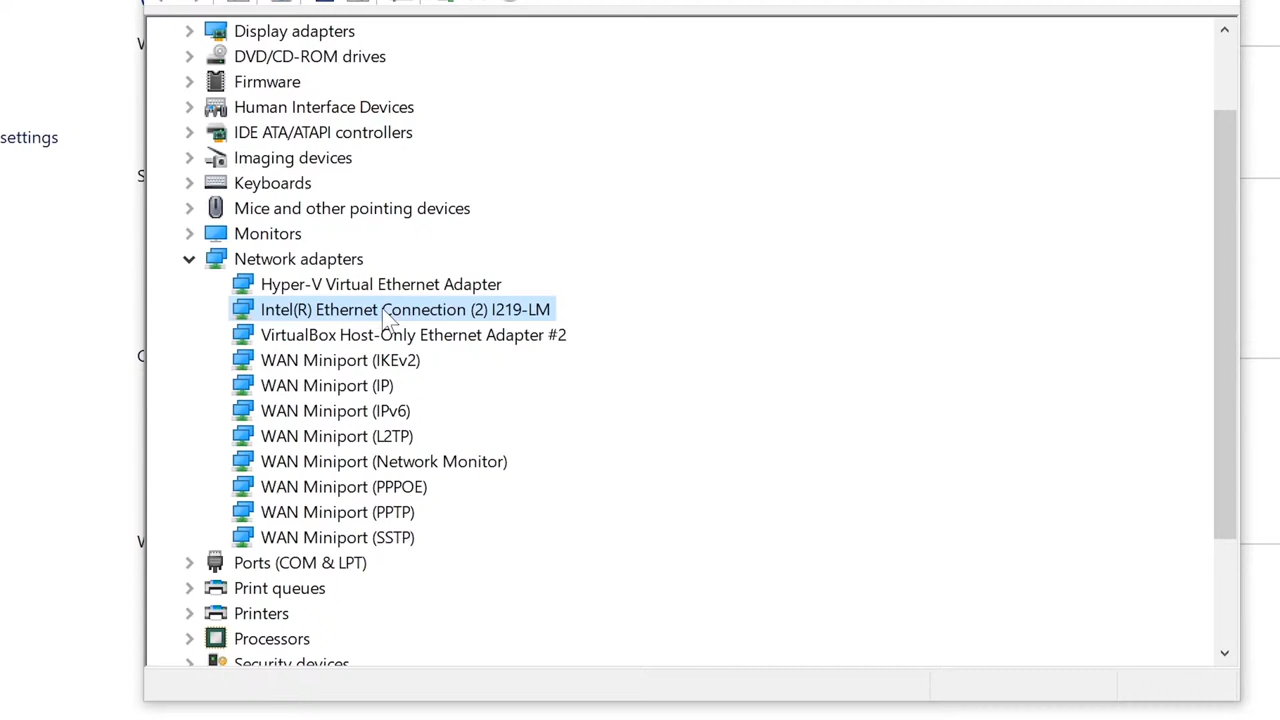 Display adapters
DVD/CD-ROM drives
Firmware
Human Interface Devices
settings
IDE ATA/ATAPI controllers
Imaging devices
Keyboards
Mice and other pointing devices
Monitors
Network adapters
Hyper-V Virtual Ethernet Adapter
Intel(R) Ethernet Connection (2) I219-LM
VirtualBox Host-Only Ethernet Adapter #2
WAN Miniport (IKEv2)
WAN Miniport (IP)
WAN Miniport (IPv6)
WAN Miniport (L2TP)
WAN Miniport (Network Monitor)
WAN Miniport (PPPOE)
WAN Miniport (PPTP)
WAN Miniport (SSTP)
Ports (COM & LPT)
Print queues
Printers
Processors
Security devices